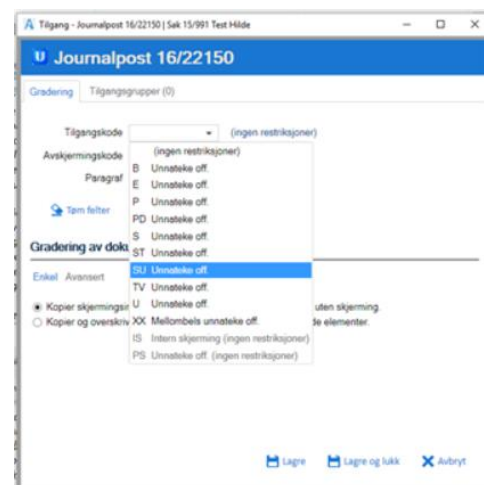 Tilgang - Journalpost 16/22150 | Sak 15/991 Test Hilde
U Journalpost 16/22150
Gradering Tilgangsgrupper (0)
Tilgangskode (ingen restriksjoner)
Avskjermingskode
Paragraf
(ingen restriksjoner)
B Unnateke off.
E Unnateke off.
P Unnateke off.
PD Unnateke off.
S Unnateke off.
ST Unnateke off.
SU Unnateke off.
TV Unnateke off.
U Unnateke off.
XX Mellombels unnateke off.
IS Intern skjerming (ingen restriksjoner)
PS Unnateke off. (ingen restriksjoner)
Tøm felter
Gradering av doku
Enkel Avansert
Kopier skjermingsin uten skjerming.
Kopier og overskriv de elementer.
Lagre Lagre og lukk Avbryt